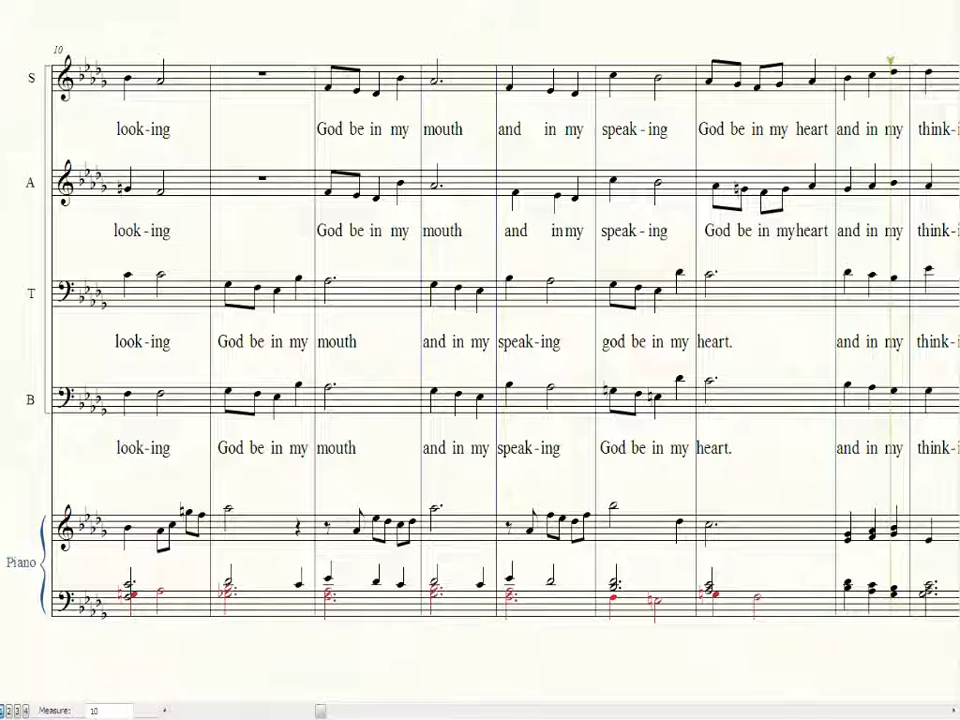 10
S
look-ing God be in my mouth and in my speak-ing God be in my heart and in my think-i
A
look-ing God be in my mouth and inmy speak-ing God be in myheart and in my think-i
T
look-ing God be in my mouth and in my speak-ing god be in my heart. and in my think-i
B
look-ing God be in my mouth and in my speak-ing God be in my heart. and in my think-i
Piano
1 2 3 4 Measure: 10